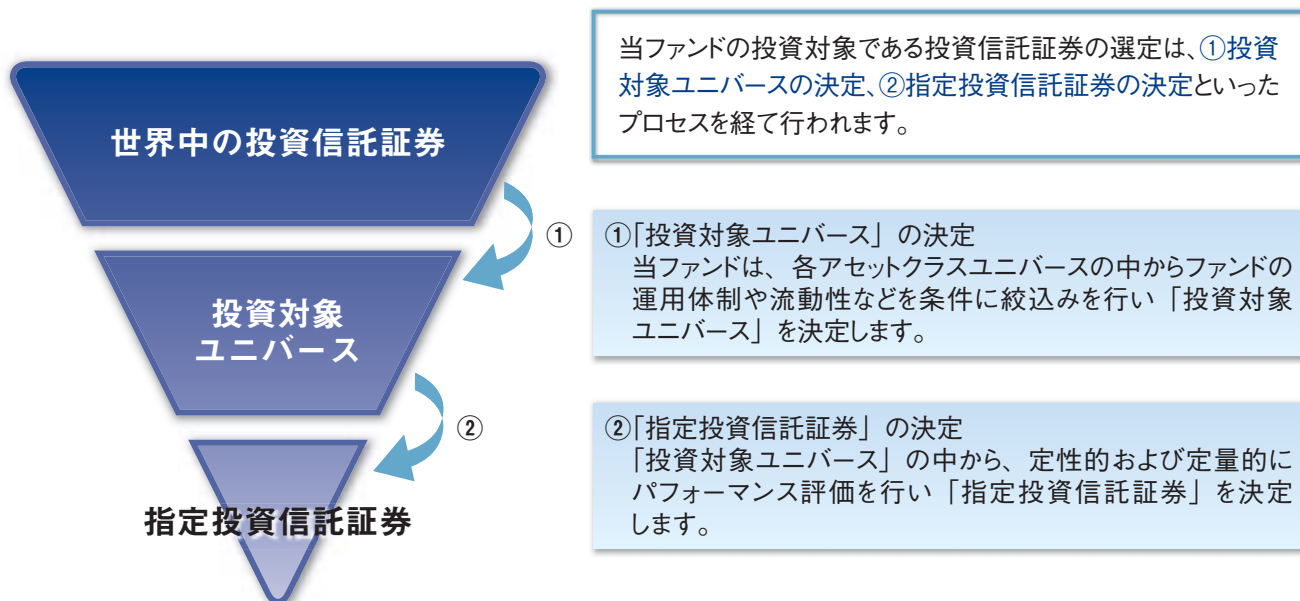 当ファンドの投資対象である投資信託証券の選定は、①投資
対象ユニバースの決定、②指定投資信託証券の決定といった
プロセスを経て行われます。
世界中の投資信託証券
①
①「投資対象ユニバース」の決定
当ファンドは、各アセットクラスユニバースの中からファンドの
運用体制や流動性などを条件に絞込みを行い「投資対象
ユニバース」を決定します。
投資対象
ユニバース
②
②「指定投資信託証券」の決定
「投資対象ユニバース」の中から、定性的および定量的に
パフォーマンス評価を行い「指定投資信託証券」を決定
します。
指定投資信託証券